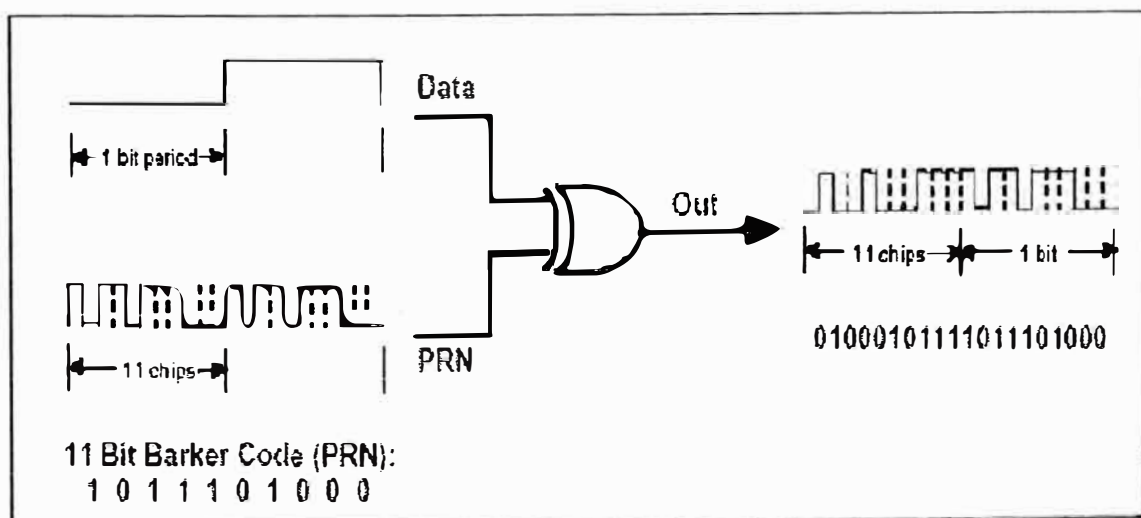 Data
1 bit period
Out
11 chips
1 bit
01000101111011101000
PRN
11 chips
11 Bit Barker Code (PRN):
1 0 1 1 1 0 1 0 0 0